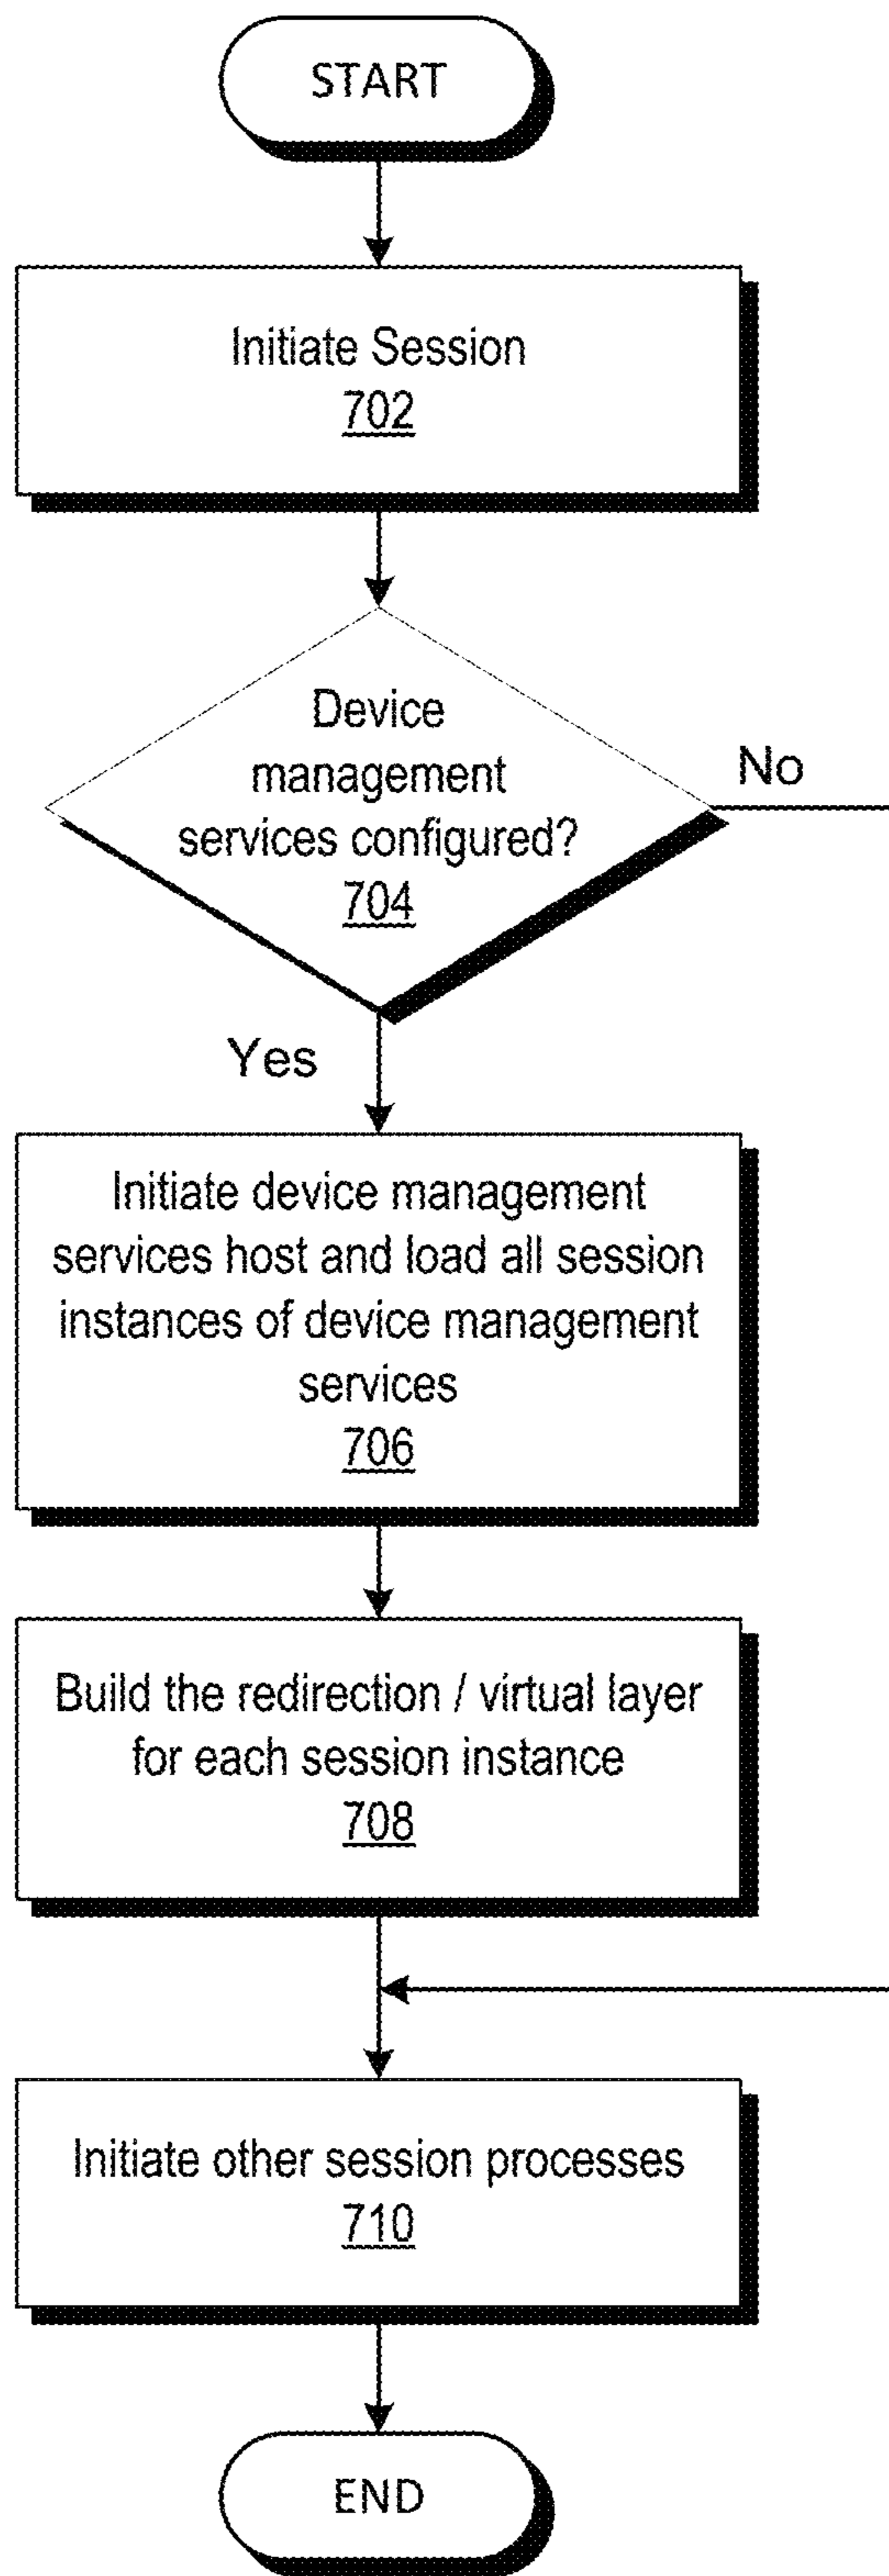 START
Initiate Session
702
Device
management
services configured?
704
No
Yes
Initiate device management
services host and load all session
instances of device management
services
706
Build the redirection / virtual layer
for each session instance
708
Initiate other session processes
710
END